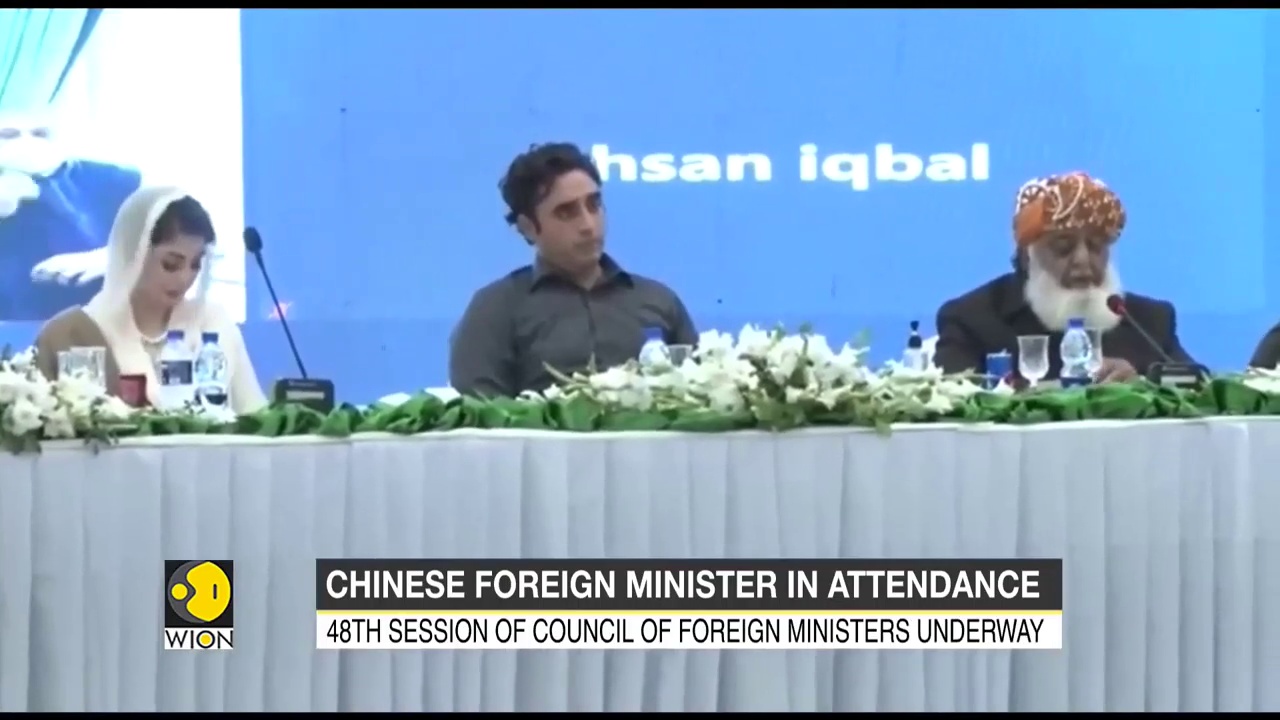 hsan iqbal
CHINESE FOREIGN MINISTER IN ATTENDANCE
48TH SESSION OF COUNCIL OF FOREIGN MINISTERS UNDERWAY
WION